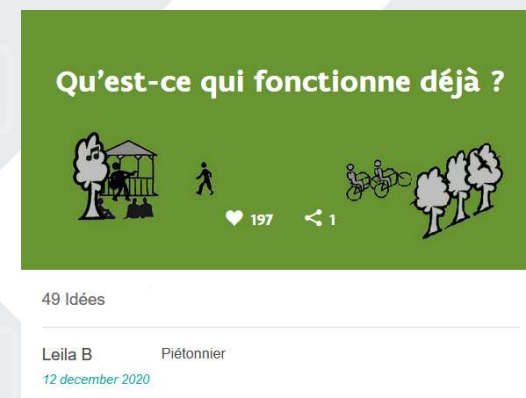 Qu'est-ce qui fonctionne déjà ?
197 1
49 Idées
Leila B Piétonnier
12 december 2020